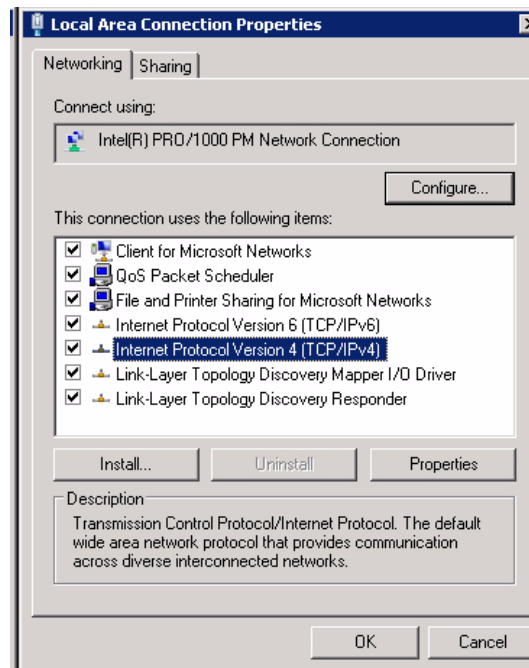 Local Area Connection Properties
Networking
Sharing
Connect using:
Intel(R) PRO/1000 PM Network Connection
Configure...
This connection uses the following items:
Client for Microsoft Networks
QoS Packet Scheduler
File and Printer Sharing for Microsoft Networks
Internet Protocol Version 6 (TCP/IPv6)
Internet Protocol Version 4 (TCP/IPv4)
Link-Layer Topology Discovery Mapper I/O Driver
Link-Layer Topology Discovery Responder
Install...
Uninstall
Properties
Description
Transmission Control Protocol/Internet Protocol. The default
wide area network protocol that provides communication
across diverse interconnected networks.
OK
Cancel